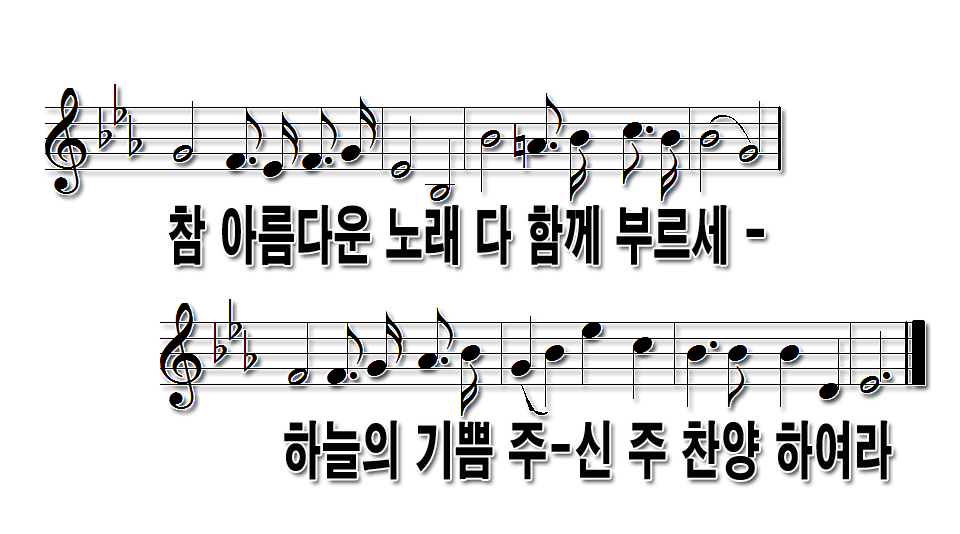 참 아름다운 노래 다 함께 부르세 -
하늘의 기쁨 주-신 주 찬양 하여라